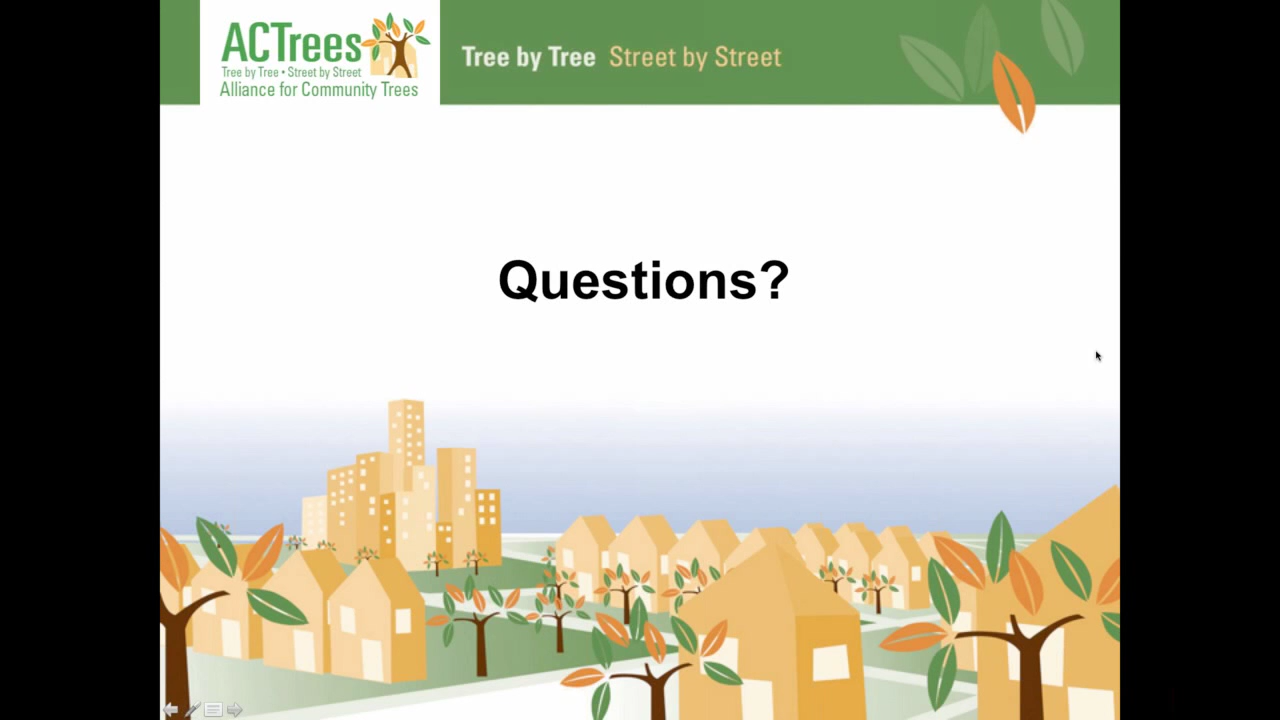 ACTrees
Tree by Tree • Street by Street
Alliance for Community Trees
Tree by Tree Street by Street
Questions?